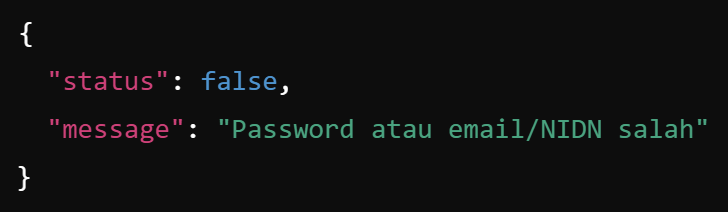 {
"status": false,
"message": "Password atau email/NIDN salah"
}